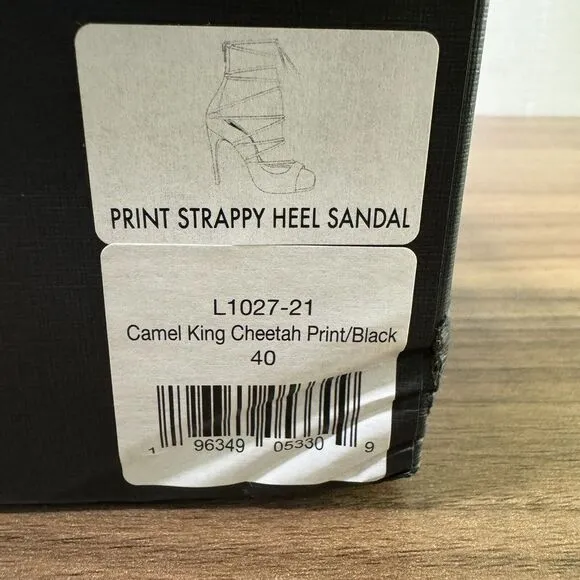 PRINT STRAPPY HEEL SANDAL
L1027-21
Camel King Cheetah Print/Black
40
1 96349 05330 9